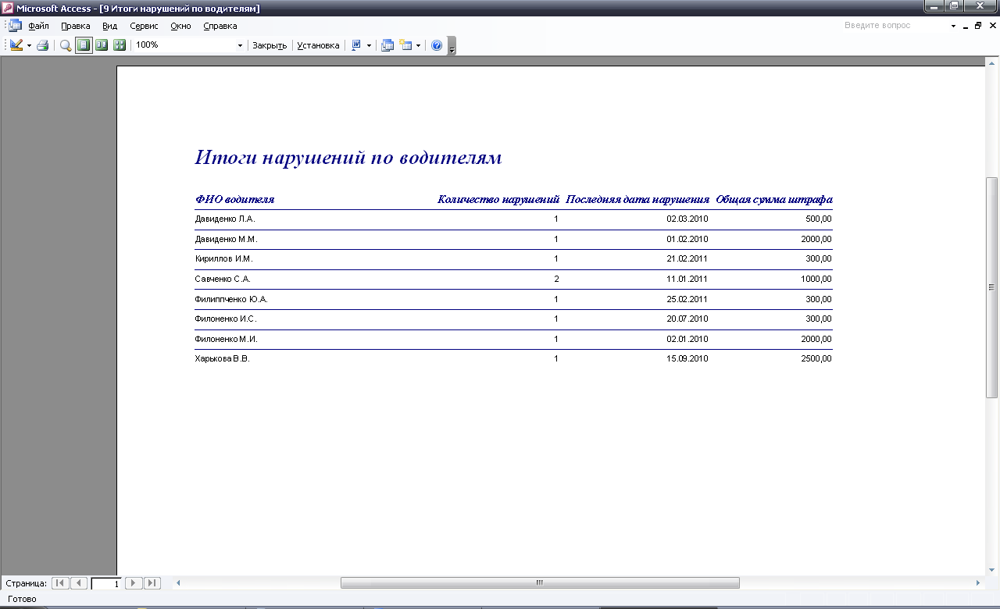 Microsoft Access - [9 Итоги нарушений по водителям]
Файл Правка Вид Сервис Окно Справка Введите вопрос
100% Закрыть Установка
Итоги нарушений по водителям
ФИО водителя Количество нарушений Последняя дата нарушения Общая сумма штрафа
Давиденко Л.А. 1 02.03.2010 500,00
Давиденко М.М. 1 01.02.2010 2000,00
Кириллов И.М. 1 21.02.2011 300,00
Савченко С.А. 2 11.01.2011 1000,00
Филиппченко Ю.А. 1 25.02.2011 300,00
Филоненко И.С. 1 20.07.2010 300,00
Филоненко М.И. 1 02.01.2010 2000,00
Харькова В.В. 1 15.09.2010 2500,00
Страница: 1
Готово